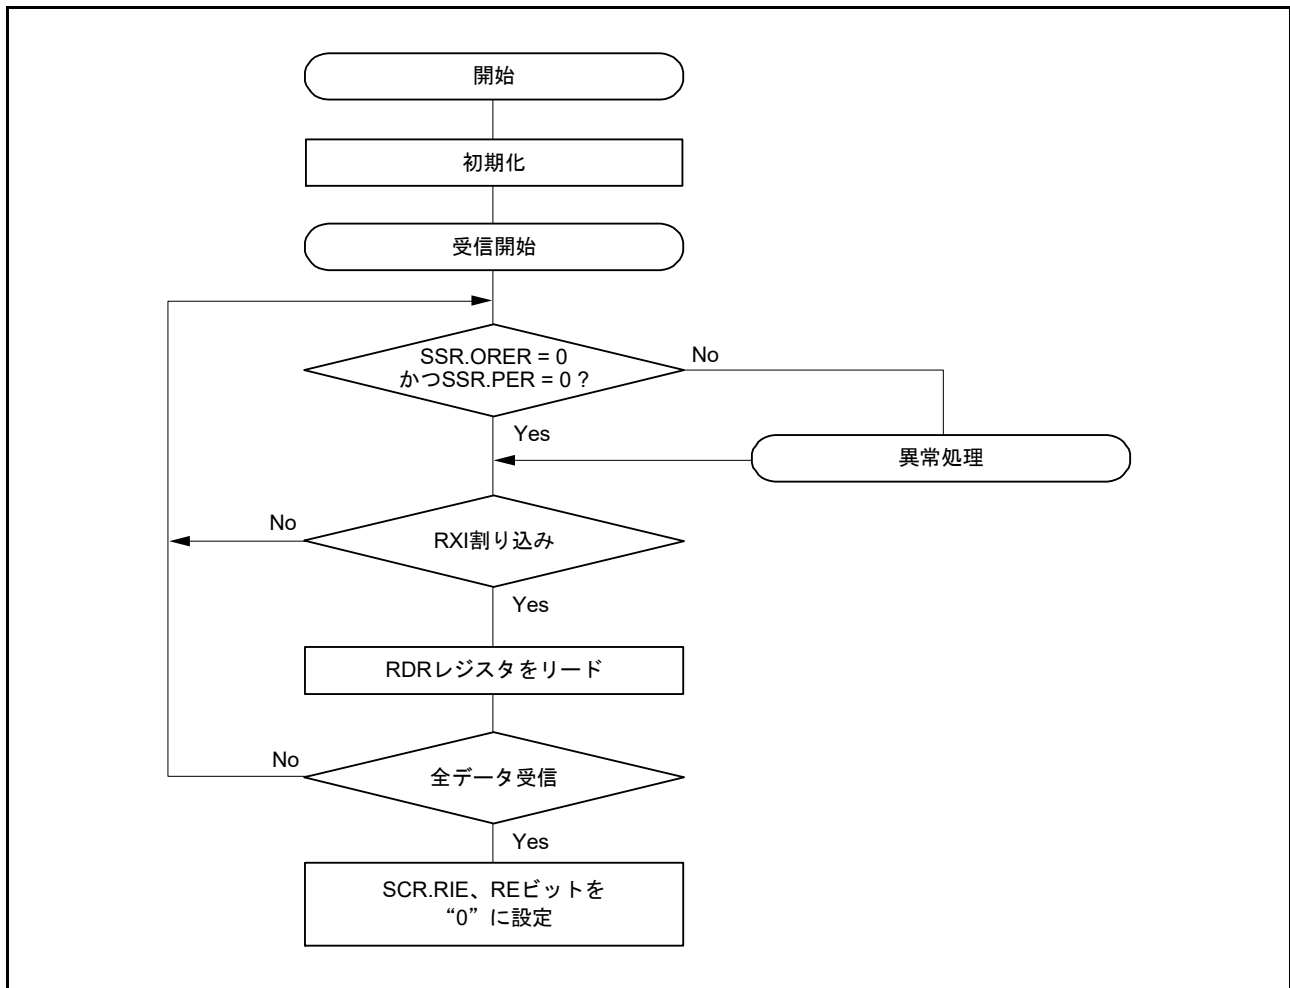 開始
初期化
受信開始
SSR.ORER = 0
かつSSR.PER = 0 ?
No
Yes
異常処理
No
RXI割り込み
Yes
RDRレジスタをリード
No
全データ受信
Yes
SCR.RIE、REビットを
“0”に設定